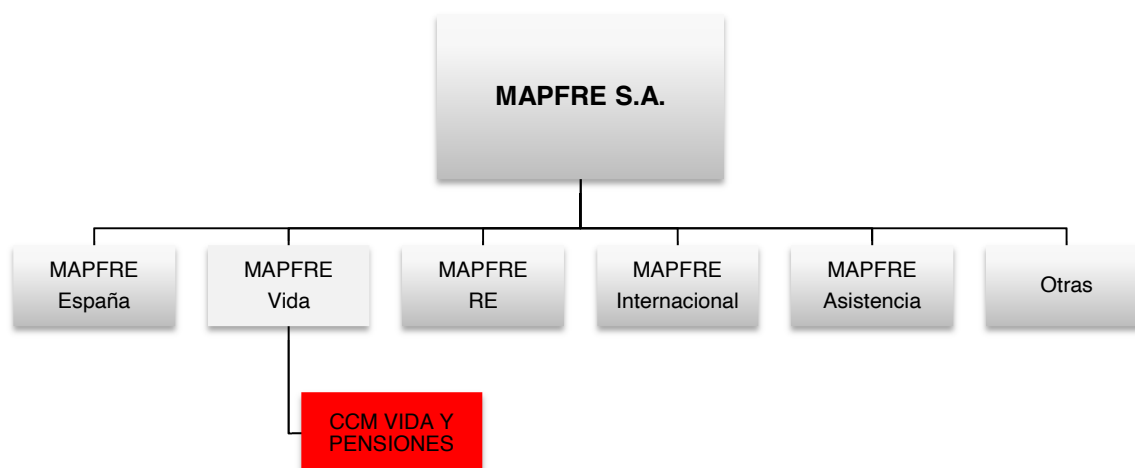 MAPFRE S.A.
MAPFRE
España
MAPFRE
Vida
MAPFRE
RE
MAPFRE
Internacional
MAPFRE
Asistencia
Otras
CCM VIDA Y
PENSIONES